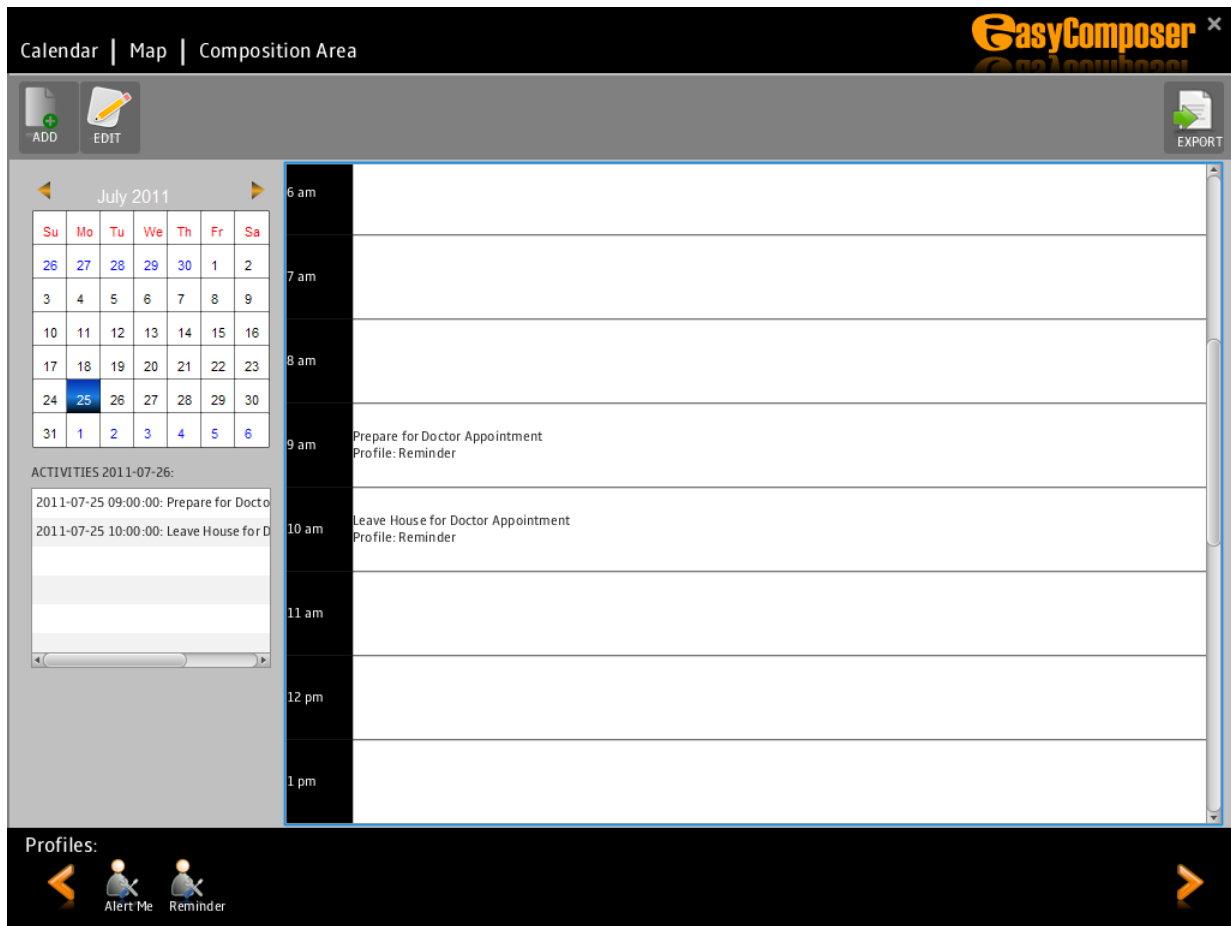 Calendar | Map | Composition Area
easyComposer
ADD
EDIT
EXPORT
July 2011
Su Mo Tu We Th Fr Sa
26 27 28 29 30 1 2
3 4 5 6 7 8 9
10 11 12 13 14 15 16
17 18 19 20 21 22 23
24 25 26 27 28 29 30
31 1 2 3 4 5 6
ACTIVITIES 2011-07-26:
2011-07-25 09:00:00: Prepare for Docto
2011-07-25 10:00:00: Leave House for D
6 am
7 am
8 am
9 am
Prepare for Doctor Appointment
Profile: Reminder
10 am
Leave House for Doctor Appointment
Profile: Reminder
11 am
12 pm
1 pm
Profiles:
Alert Me
Reminder